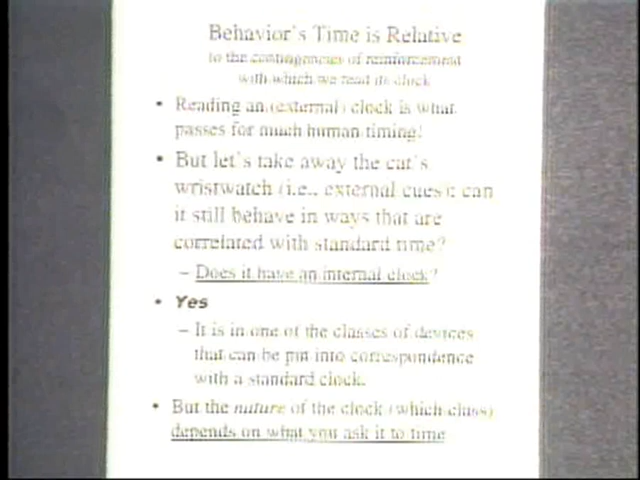 Behavior's Time is Relative
to the contingencies of reinforcement
with which we read its clock
• Reading an (external) clock is what
passes for much human timing!
• But let's take away the cat's
wristwatch (i.e., external cues): can
it still behave in ways that are
correlated with standard time?
– Does it have an internal clock?
• Yes
– It is in one of the classes of devices
that can be put into correspondence
with a standard clock.
• But the nature of the clock (which class)
depends on what you ask it to time